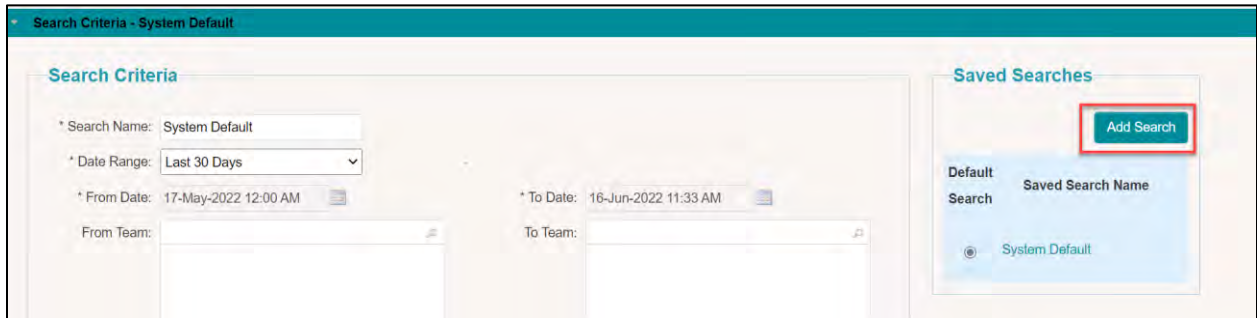 Search Criteria - System Default
Search Criteria
* Search Name: System Default
* Date Range: Last 30 Days
* From Date: 17-May-2022 12:00 AM
* To Date: 16-Jun-2022 11:33 AM
From Team:
To Team:
Saved Searches
Add Search
Default Search
Saved Search Name
System Default